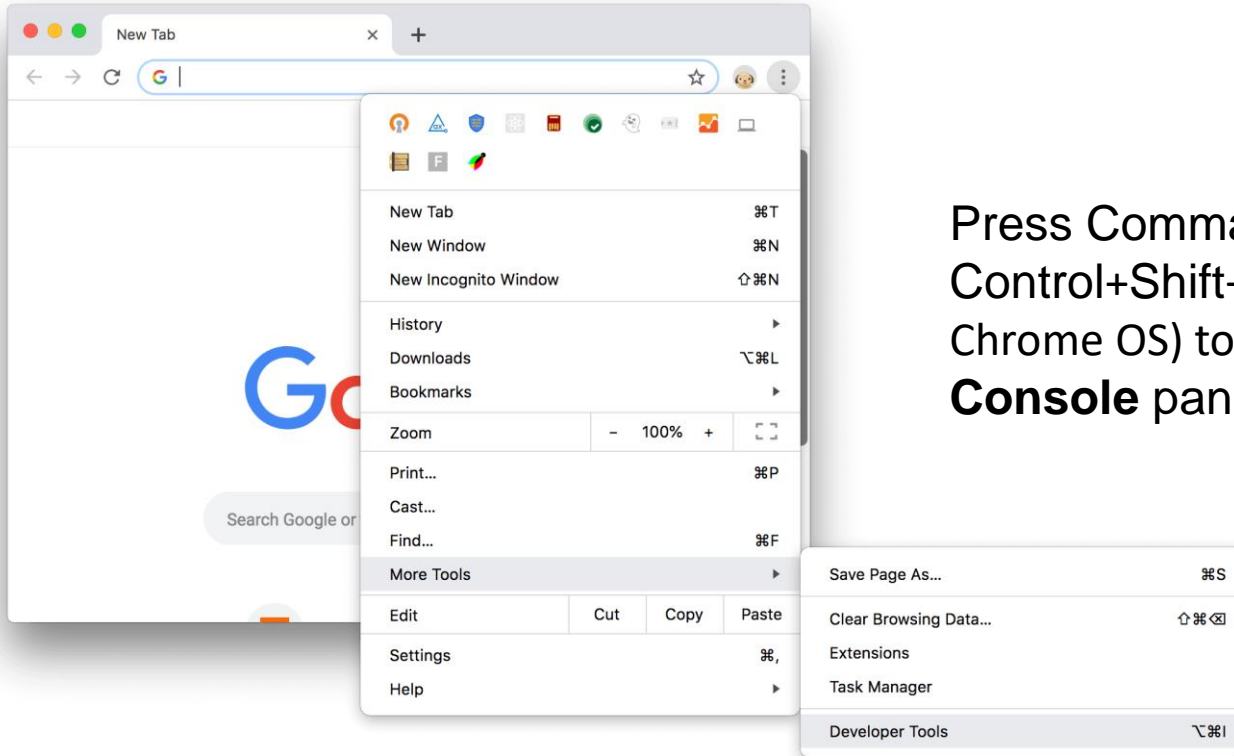 New Tab
G
New Tab ⌘T
New Window ⌘N
New Incognito Window ⇧⌘N
History
Downloads ⌥⌘L
Bookmarks
Zoom - 100% +
Print... ⌘P
Cast...
Find... ⌘F
More Tools
Edit Cut Copy Paste
Settings ⌘,
Help
Go
Search Google or
Save Page As... ⌘S
Clear Browsing Data... ⇧⌘⌫
Extensions
Task Manager
Developer Tools ⌥⌘I
Press Comma
Control+Shift+
Chrome OS) to
Console pan